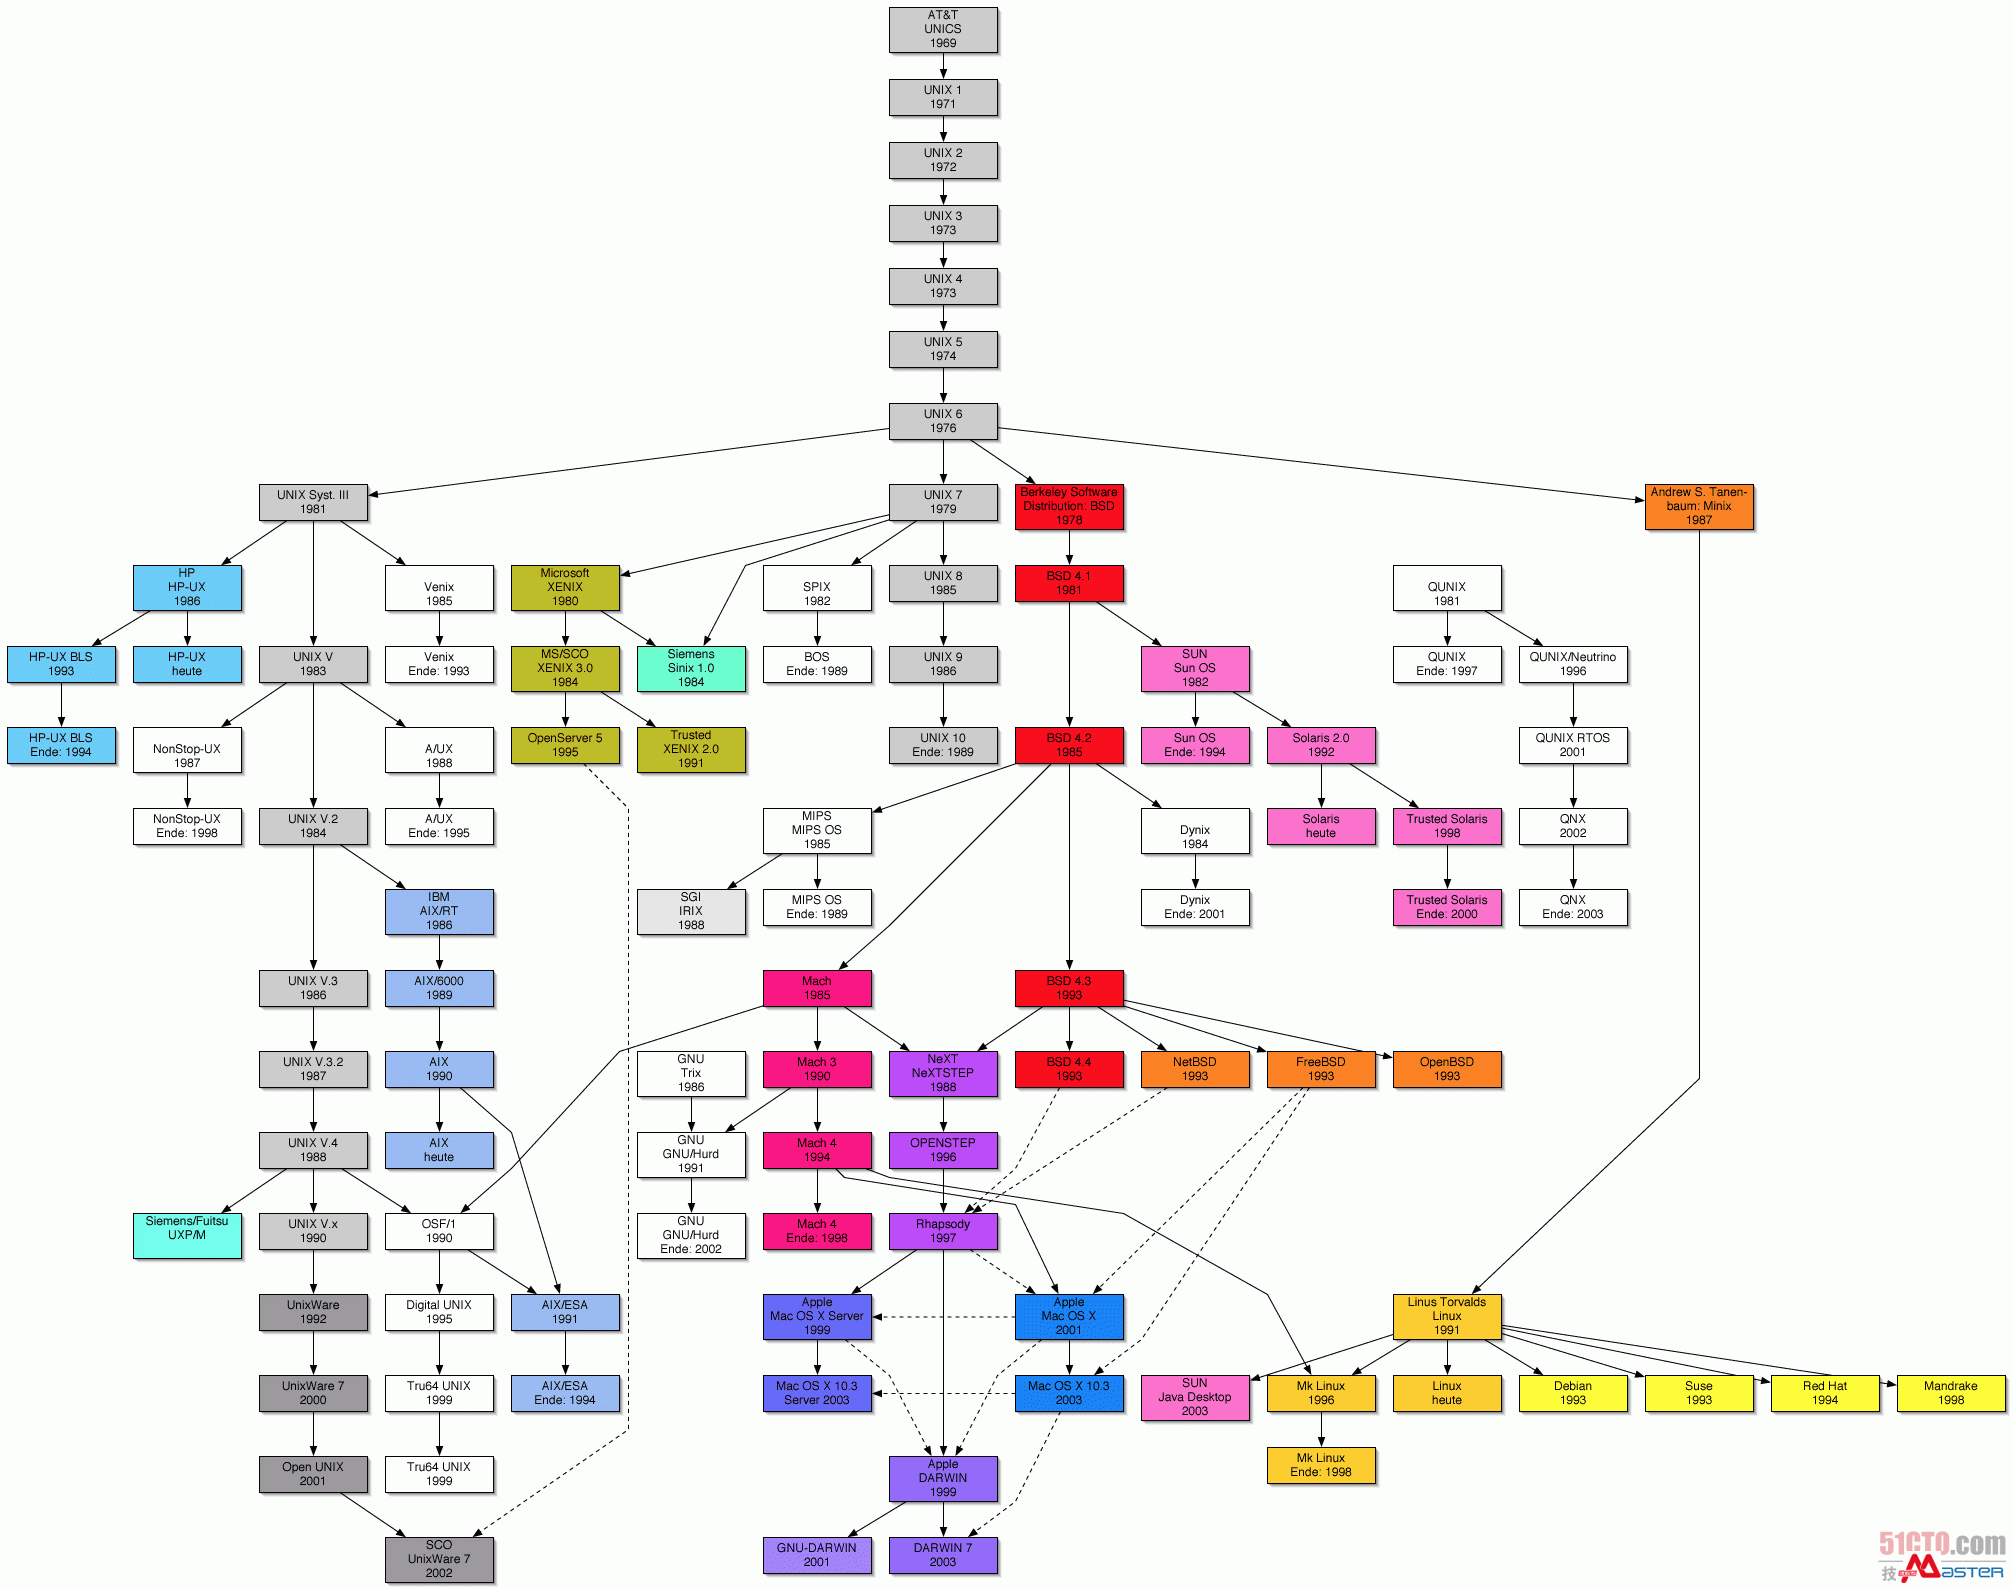 AT&T
UNICS
1969
UNIX 1
1971
UNIX 2
1972
UNIX 3
1973
UNIX 4
1973
UNIX 5
1974
UNIX 6
1976
UNIX Syst. III
1981
UNIX 7
1979
Berkeley Software
Distribution: BSD
1978
Andrew S. Tanen-
baum: Minix
1987
HP
HP-UX
1986
Venix
1985
Microsoft
XENIX
1980
SPIX
1982
UNIX 8
1985
BSD 4.1
1981
QUNIX
1981
HP-UX BLS
1993
HP-UX
heute
UNIX V
1983
Venix
Ende: 1993
MS/SCO
XENIX 3.0
1984
Siemens
Sinix 1.0
1984
BOS
Ende: 1989
UNIX 9
1986
SUN
Sun OS
1982
QUNIX
Ende: 1997
QUNIX/Neutrino
1996
HP-UX BLS
Ende: 1994
NonStop-UX
1987
A/UX
1988
OpenServer 5
1995
Trusted
XENIX 2.0
1991
UNIX 10
Ende: 1989
BSD 4.2
1985
Sun OS
Ende: 1994
Solaris 2.0
1992
QUNIX RTOS
2001
NonStop-UX
Ende: 1998
UNIX V.2
1984
A/UX
Ende: 1995
MIPS
MIPS OS
1985
Dynix
1984
Solaris
heute
Trusted Solaris
1998
QNX
2002
IBM
AIX/RT
1986
SGI
IRIX
1988
MIPS OS
Ende: 1989
Dynix
Ende: 2001
Trusted Solaris
Ende: 2000
QNX
Ende: 2003
UNIX V.3
1986
AIX/6000
1989
Mach
1985
BSD 4.3
1993
UNIX V.3.2
1987
AIX
1990
GNU
Trix
1986
Mach 3
1990
NeXT
NeXTSTEP
1988
BSD 4.4
1993
NetBSD
1993
FreeBSD
1993
OpenBSD
1993
UNIX V.4
1988
AIX
heute
GNU
GNU/Hurd
1991
Mach 4
1994
OPENSTEP
1996
Siemens/Fuitsu
UXP/M
UNIX V.x
1990
OSF/1
1990
GNU
GNU/Hurd
Ende: 2002
Mach 4
Ende: 1998
Rhapsody
1997
UnixWare
1992
Digital UNIX
1995
AIX/ESA
1991
Apple
Mac OS X Server
1999
Apple
Mac OS X
2001
Linus Torvalds
Linux
1991
UnixWare 7
2000
Tru64 UNIX
1999
AIX/ESA
Ende: 1994
Mac OS X 10.3
Server 2003
Mac OS X 10.3
2003
SUN
Java Desktop
2003
Mk Linux
1996
Linux
heute
Debian
1993
Suse
1993
Red Hat
1994
Mandrake
1998
Open UNIX
2001
Tru64 UNIX
1999
Apple
DARWIN
1999
Mk Linux
Ende: 1998
SCO
UnixWare 7
2002
GNU-DARWIN
2001
DARWIN 7
2003
51CTO.com
技 Master